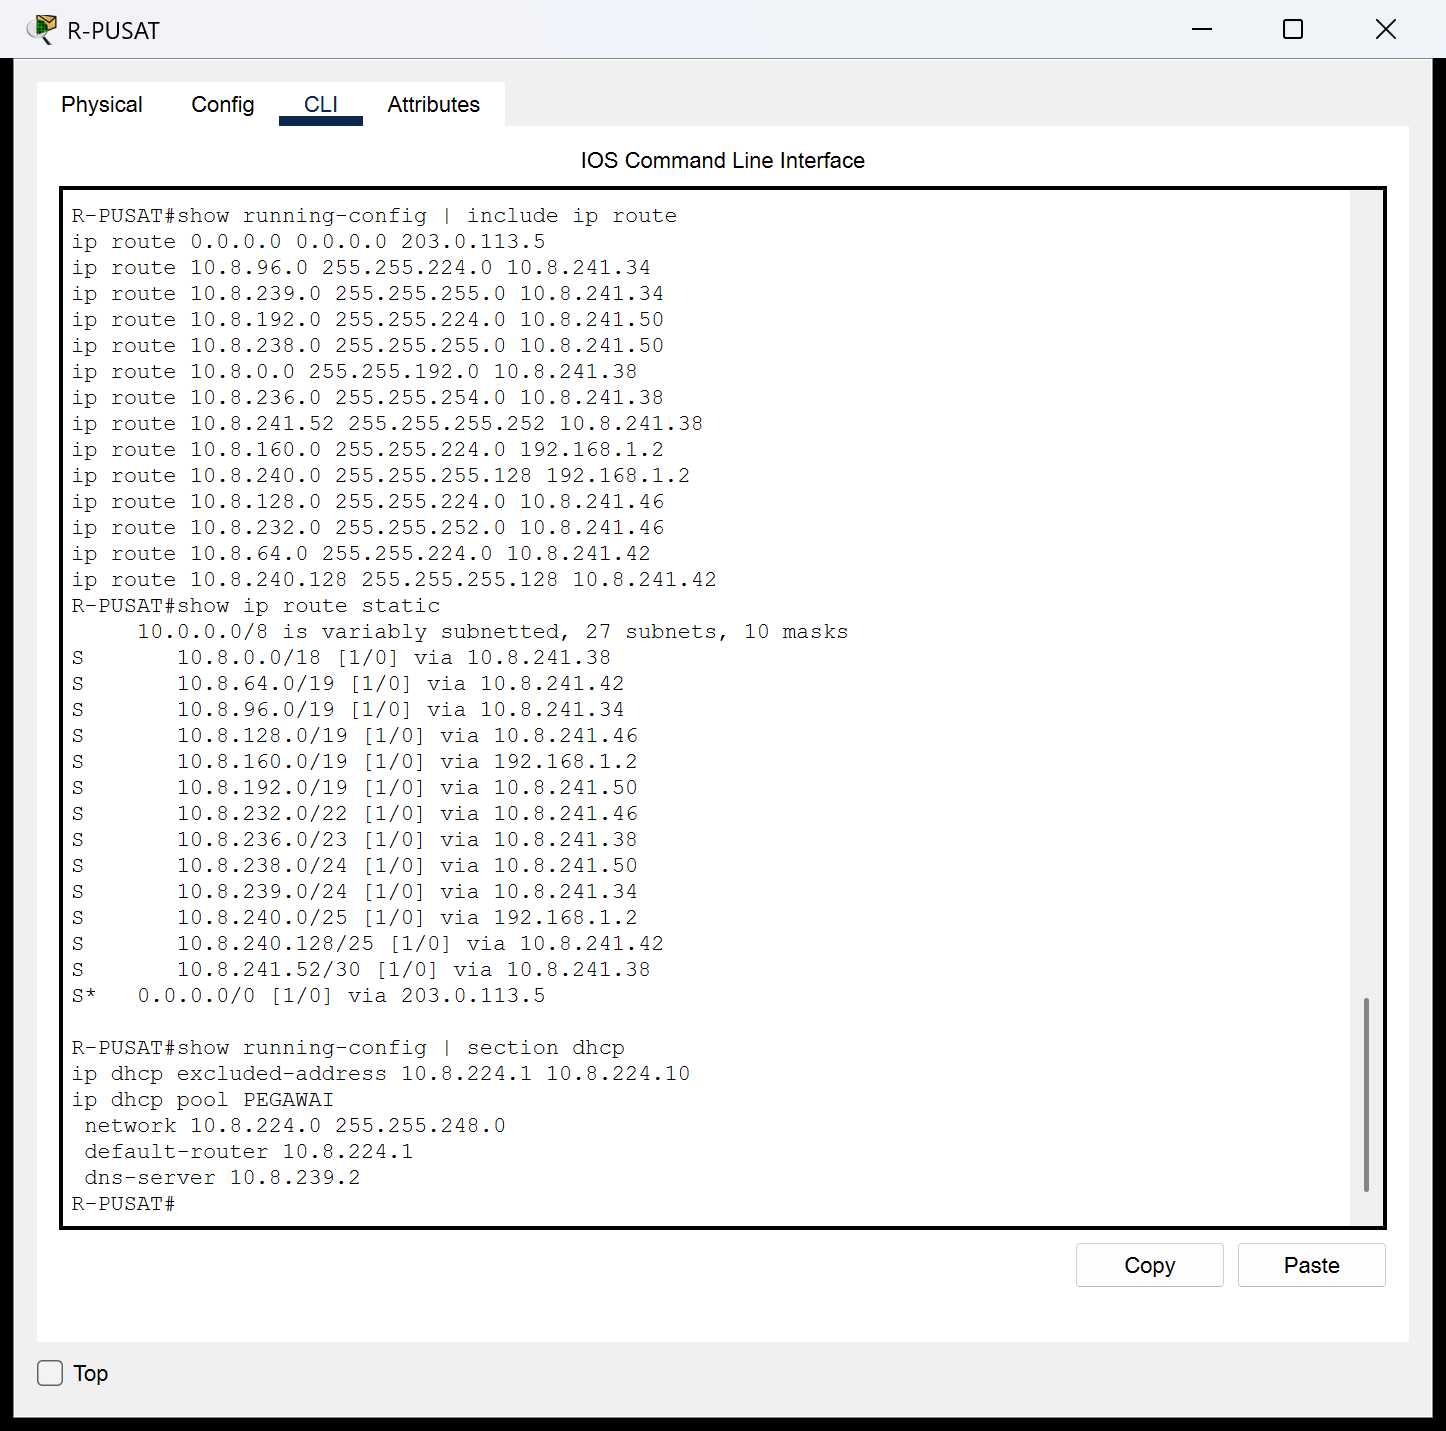 R-PUSAT
Physical Config CLI Attributes
IOS Command Line Interface
R-PUSAT#show running-config | include ip route
ip route 0.0.0.0 0.0.0.0 203.0.113.5
ip route 10.8.96.0 255.255.224.0 10.8.241.34
ip route 10.8.239.0 255.255.255.0 10.8.241.34
ip route 10.8.192.0 255.255.224.0 10.8.241.50
ip route 10.8.238.0 255.255.255.0 10.8.241.50
ip route 10.8.0.0 255.255.192.0 10.8.241.38
ip route 10.8.236.0 255.255.254.0 10.8.241.38
ip route 10.8.241.52 255.255.255.252 10.8.241.38
ip route 10.8.160.0 255.255.224.0 192.168.1.2
ip route 10.8.240.0 255.255.255.128 192.168.1.2
ip route 10.8.128.0 255.255.224.0 10.8.241.46
ip route 10.8.232.0 255.255.252.0 10.8.241.46
ip route 10.8.64.0 255.255.224.0 10.8.241.42
ip route 10.8.240.128 255.255.255.128 10.8.241.42
R-PUSAT#show ip route static
     10.0.0.0/8 is variably subnetted, 27 subnets, 10 masks
S       10.8.0.0/18 [1/0] via 10.8.241.38
S       10.8.64.0/19 [1/0] via 10.8.241.42
S       10.8.96.0/19 [1/0] via 10.8.241.34
S       10.8.128.0/19 [1/0] via 10.8.241.46
S       10.8.160.0/19 [1/0] via 192.168.1.2
S       10.8.192.0/19 [1/0] via 10.8.241.50
S       10.8.232.0/22 [1/0] via 10.8.241.46
S       10.8.236.0/23 [1/0] via 10.8.241.38
S       10.8.238.0/24 [1/0] via 10.8.241.50
S       10.8.239.0/24 [1/0] via 10.8.241.34
S       10.8.240.0/25 [1/0] via 192.168.1.2
S       10.8.240.128/25 [1/0] via 10.8.241.42
S       10.8.241.52/30 [1/0] via 10.8.241.38
S*   0.0.0.0/0 [1/0] via 203.0.113.5
R-PUSAT#show running-config | section dhcp
ip dhcp excluded-address 10.8.224.1 10.8.224.10
ip dhcp pool PEGAWAI
 network 10.8.224.0 255.255.248.0
 default-router 10.8.224.1
 dns-server 10.8.239.2
R-PUSAT#
Copy Paste
Top